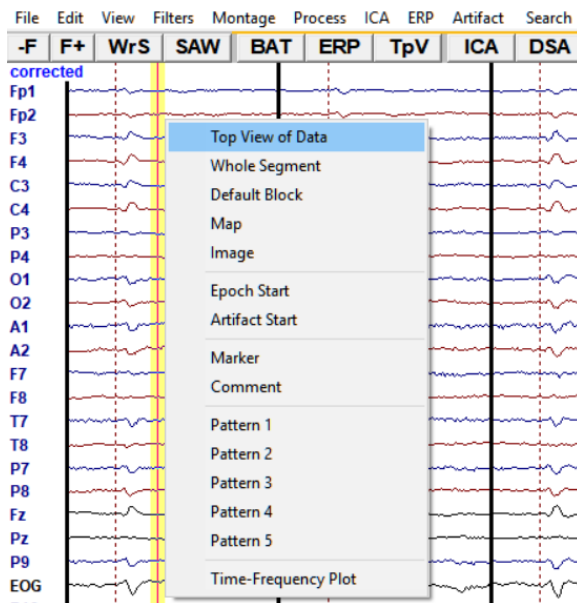 File Edit View Filters Montage Process ICA ERP Artifact Search
-F F+ WrS SAW BAT ERP TpV ICA DSA
corrected
Fp1
Fp2
F3
F4
C3
C4
P3
P4
O1
O2
A1
A2
F7
F8
T7
T8
P7
P8
Fz
Pz
P9
EOG
Top View of Data
Whole Segment
Default Block
Map
Image
Epoch Start
Artifact Start
Marker
Comment
Pattern 1
Pattern 2
Pattern 3
Pattern 4
Pattern 5
Time-Frequency Plot